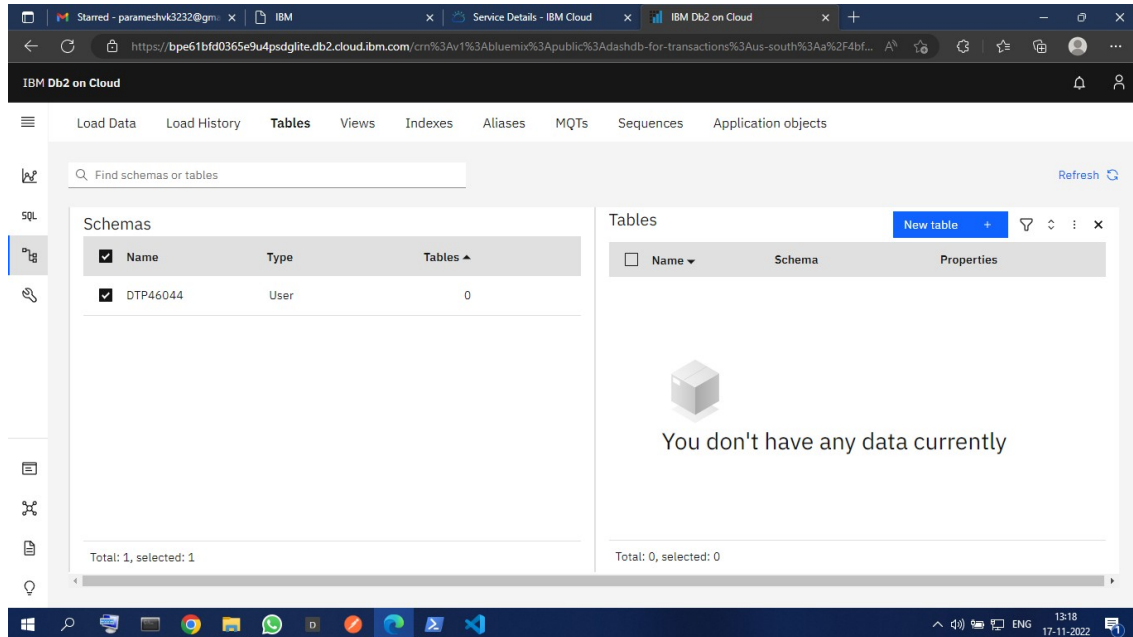 Starred - parameshvk3232@gm
IBM
Service Details - IBM Cloud
IBM Db2 on Cloud
https://bpe61bfd0365e9u4psdglite.db2.cloud.ibm.com/crn%3Av1%3Abluemix%3Apublic%3Adashdb-for-transactions%3Aus-south%3Aa%2F4bf...
IBM Db2 on Cloud
Load Data Load History Tables Views Indexes Aliases MQTs Sequences Application objects
Find schemas or tables
Refresh
SQL
Schemas
Name Type Tables
DTP46044 User 0
Total: 1, selected: 1
Tables
New table +
Name Schema Properties
You don't have any data currently
Total: 0, selected: 0
ENG
13:18
17-11-2022